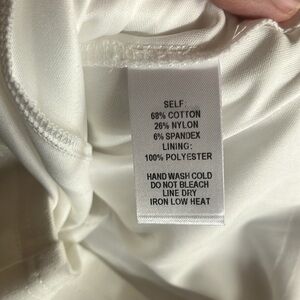 SELF:
68% COTTON
26% NYLON
6% SPANDEX
LINING:
100% POLYESTER
HAND WASH COLD
DO NOT BLEACH
LINE DRY
IRON LOW HEAT